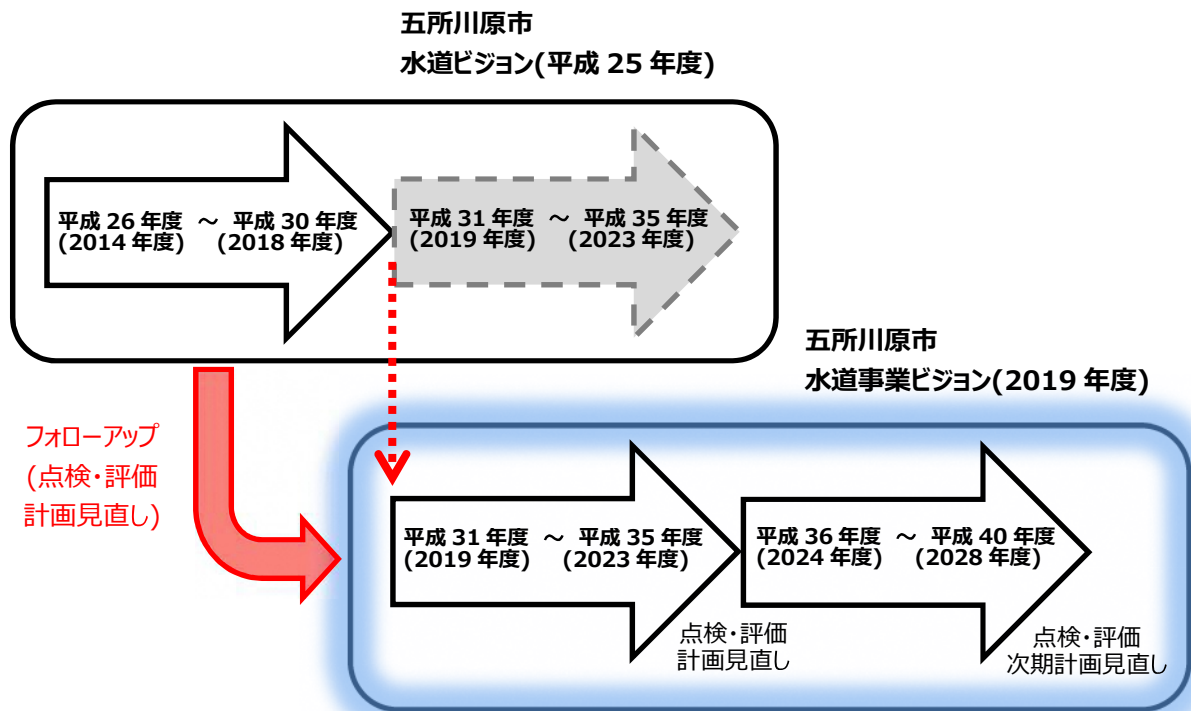 五所川原市
水道ビジョン(平成 25 年度)
平成 26 年度 ～ 平成 30 年度
(2014 年度) (2018 年度)
平成 31 年度 ～ 平成 35 年度
(2019 年度) (2023 年度)
五所川原市
水道事業ビジョン(2019 年度)
フォローアップ
(点検・評価
計画見直し)
平成 31 年度 ～ 平成 35 年度
(2019 年度) (2023 年度)
平成 36 年度 ～ 平成 40 年度
(2024 年度) (2028 年度)
点検・評価
計画見直し
点検・評価
次期計画見直し